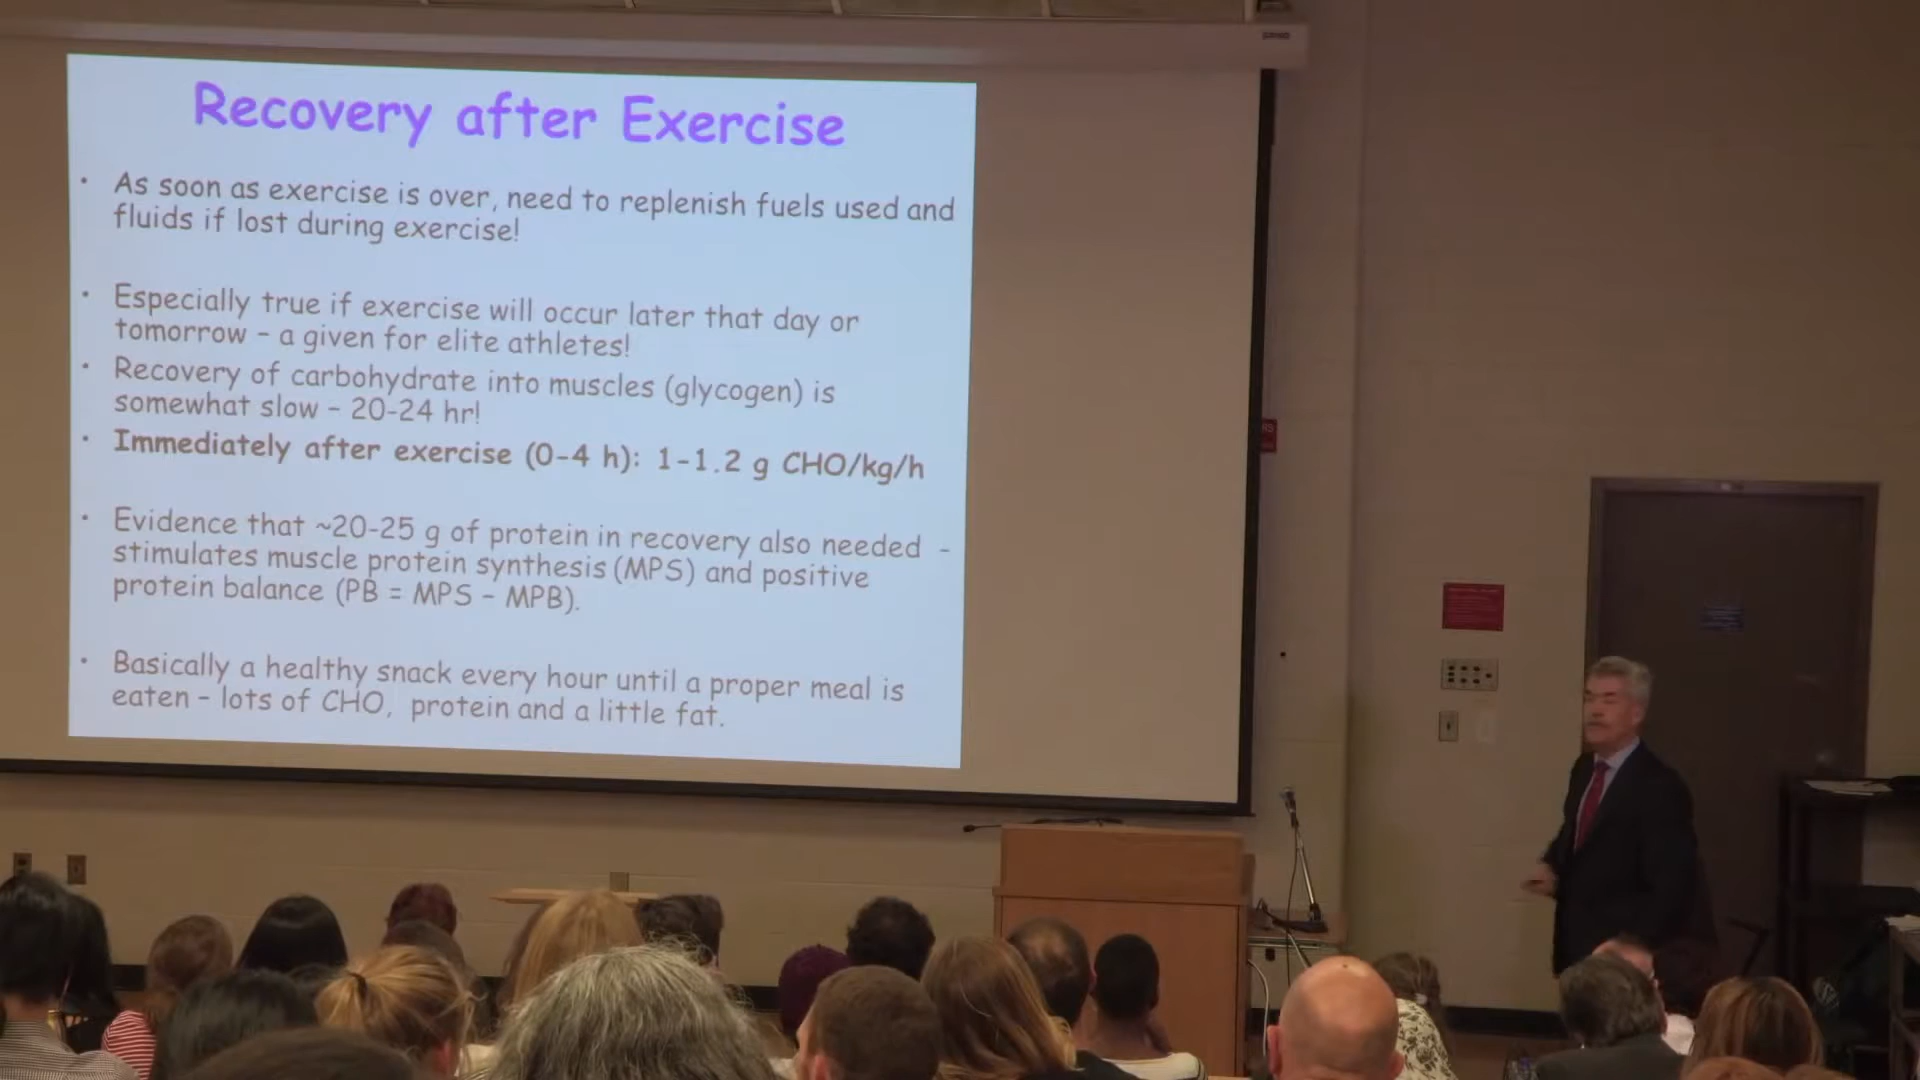 Recovery after Exercise
• As soon as exercise is over, need to replenish fuels used and
fluids if lost during exercise!
• Especially true if exercise will occur later that day or
tomorrow – a given for elite athletes!
• Recovery of carbohydrate into muscles (glycogen) is
somewhat slow – 20-24 hr!
• Immediately after exercise (0-4 h): 1-1.2 g CHO/kg/h
• Evidence that ~20-25 g of protein in recovery also needed -
stimulates muscle protein synthesis (MPS) and positive
protein balance (PB = MPS – MPB).
• Basically a healthy snack every hour until a proper meal is
eaten – lots of CHO, protein and a little fat.